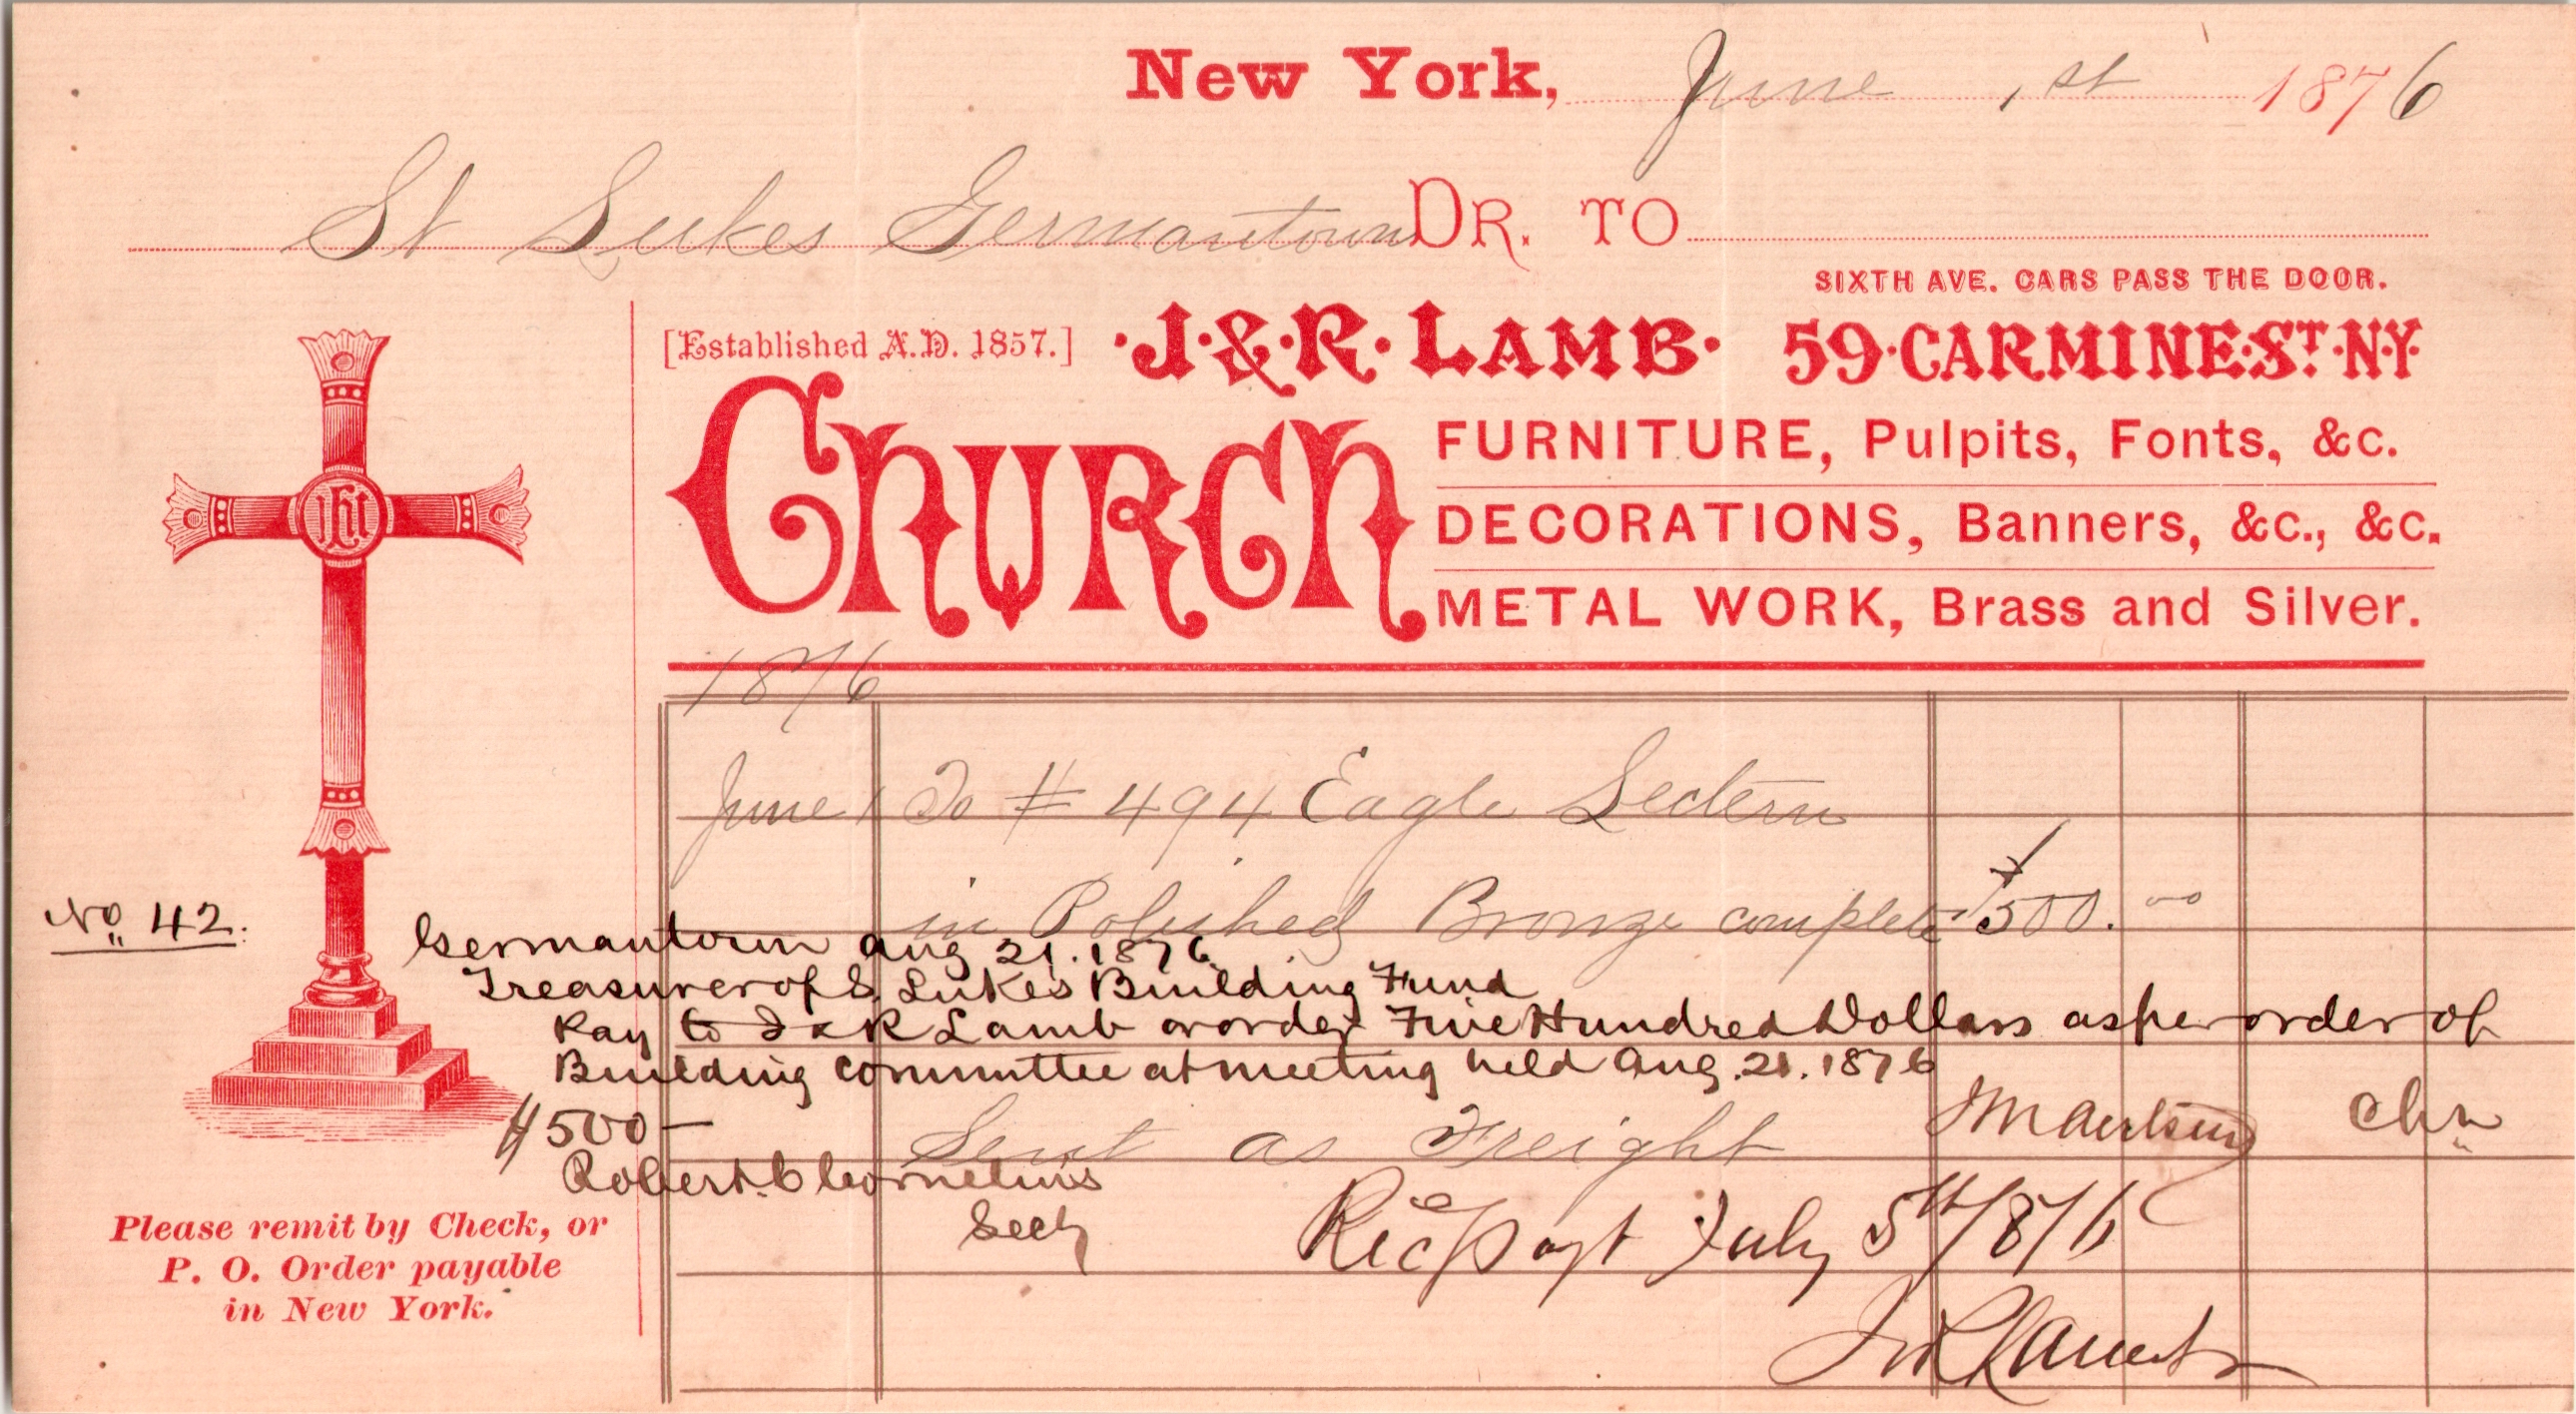 New York, June 1st 1876
St Lukes Germantown DR. TO
SIXTH AVE. CARS PASS THE DOOR.
[Established A.D. 1857.] ·J·&·R· LAMB· 59·CARMINE·ST·N·Y·
CHURCH
FURNITURE, Pulpits, Fonts, &c.
DECORATIONS, Banners, &c., &c.
METAL WORK, Brass and Silver.
IHS
1876
June 1 To # 494 Eagle Lectern
in Polished Bronze complete $500.00
No 42.
Germantown Aug 21. 1876
Treasurer of S. Lukes Building Fund
Pay to J & R Lamb or order Five Hundred Dollars as per order of
Building Committee at meeting held Aug. 21. 1876
$500—
Sent as Freight
Chn
Robert C Cornelius
Secy
Rec Payt July 5th/876
J & R Lamb
Please remit by Check, or
P. O. Order payable
in New York.